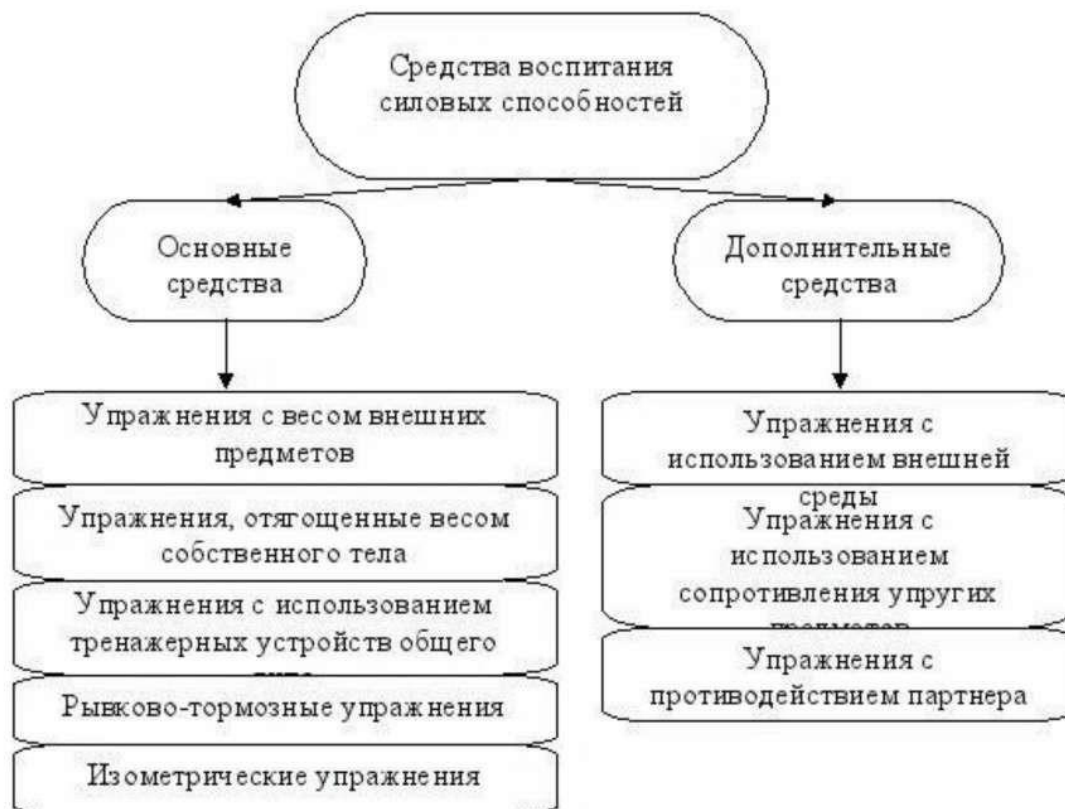 Средства воспитания
силовых способностей
Основные
средства
Дополнительные
средства
Упражнения с весом внешних
предметов
Упражнения, отягощенные весом
собственного тела
Упражнения с использованием
тренажерных устройств общего
Рывково-тормозные упражнения
Изометрические упражнения
Упражнения с
использованием внешней
среды
Упражнения с
использованием
сопротивления упругих
предметов
Упражнения с
противодействием партнера